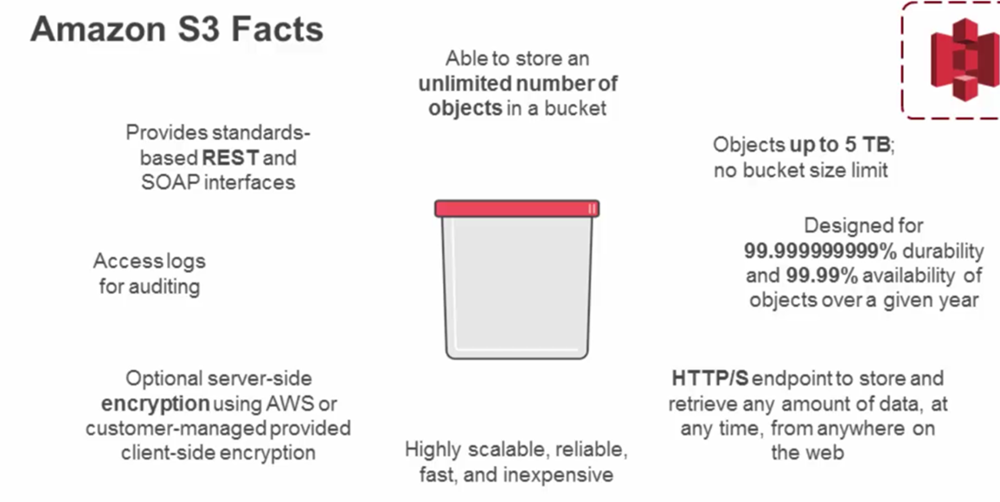 Amazon S3 Facts
Able to store an
unlimited number of
objects in a bucket
Provides standards-
based REST and
SOAP interfaces
Objects up to 5 TB;
no bucket size limit
Access logs
for auditing
Designed for
99.999999999% durability
and 99.99% availability of
objects over a given year
Optional server-side
encryption using AWS or
customer-managed provided
client-side encryption
Highly scalable, reliable,
fast, and inexpensive
HTTP/S endpoint to store and
retrieve any amount of data, at
any time, from anywhere on
the web